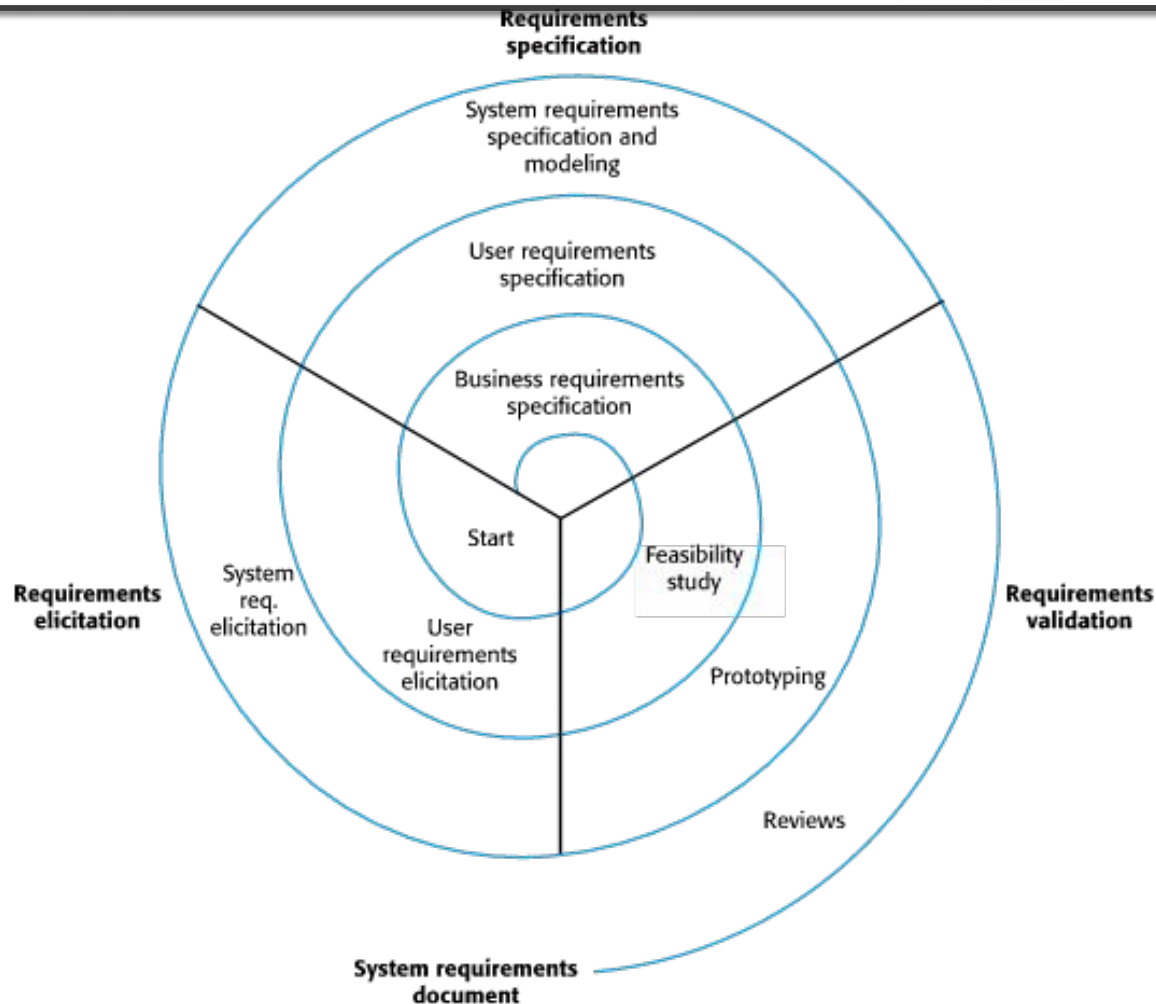 Requirements
specification
System requirements
specification and
modeling
User requirements
specification
Business requirements
specification
Start
Feasibility
study
System
req.
elicitation
Requirements
elicitation
Requirements
validation
User
requirements
elicitation
Prototyping
Reviews
System requirements
document